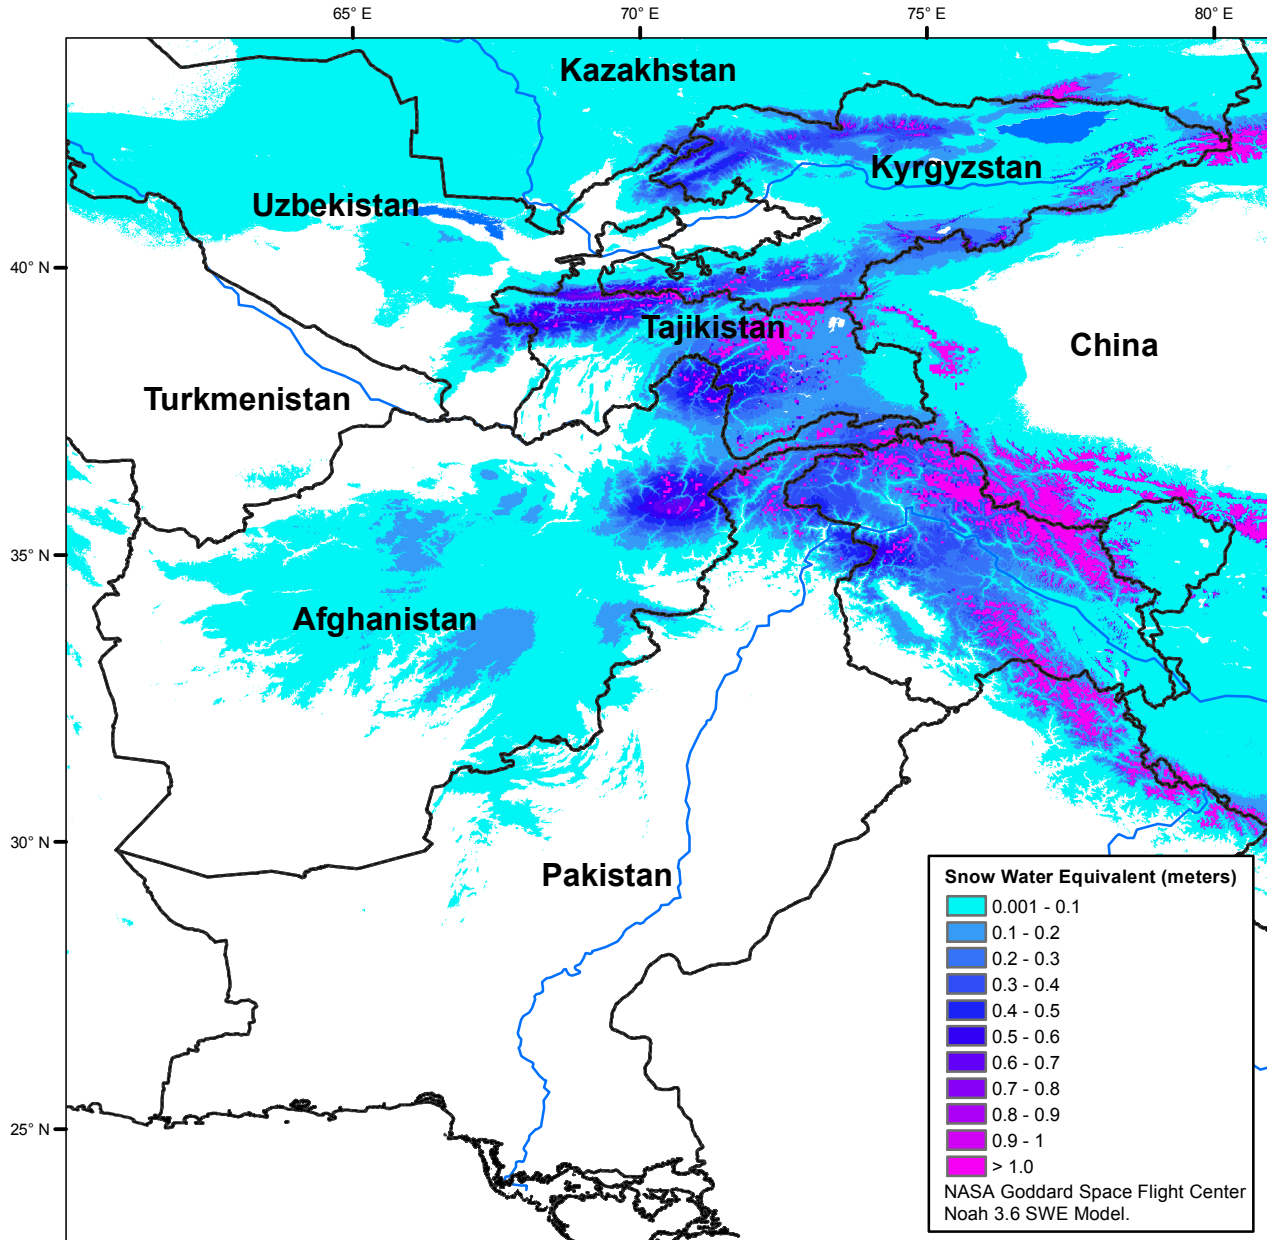 65° E
70° E
75° E
80° E
Kazakhstan
Kyrgyzstan
Uzbekistan
40° N
Tajikistan
China
Turkmenistan
35° N
Afghanistan
30° N
Pakistan
25° N
Snow Water Equivalent (meters)
0.001 - 0.1
0.1 - 0.2
0.2 - 0.3
0.3 - 0.4
0.4 - 0.5
0.5 - 0.6
0.6 - 0.7
0.7 - 0.8
0.8 - 0.9
0.9 - 1
> 1.0
NASA Goddard Space Flight Center
Noah 3.6 SWE Model.